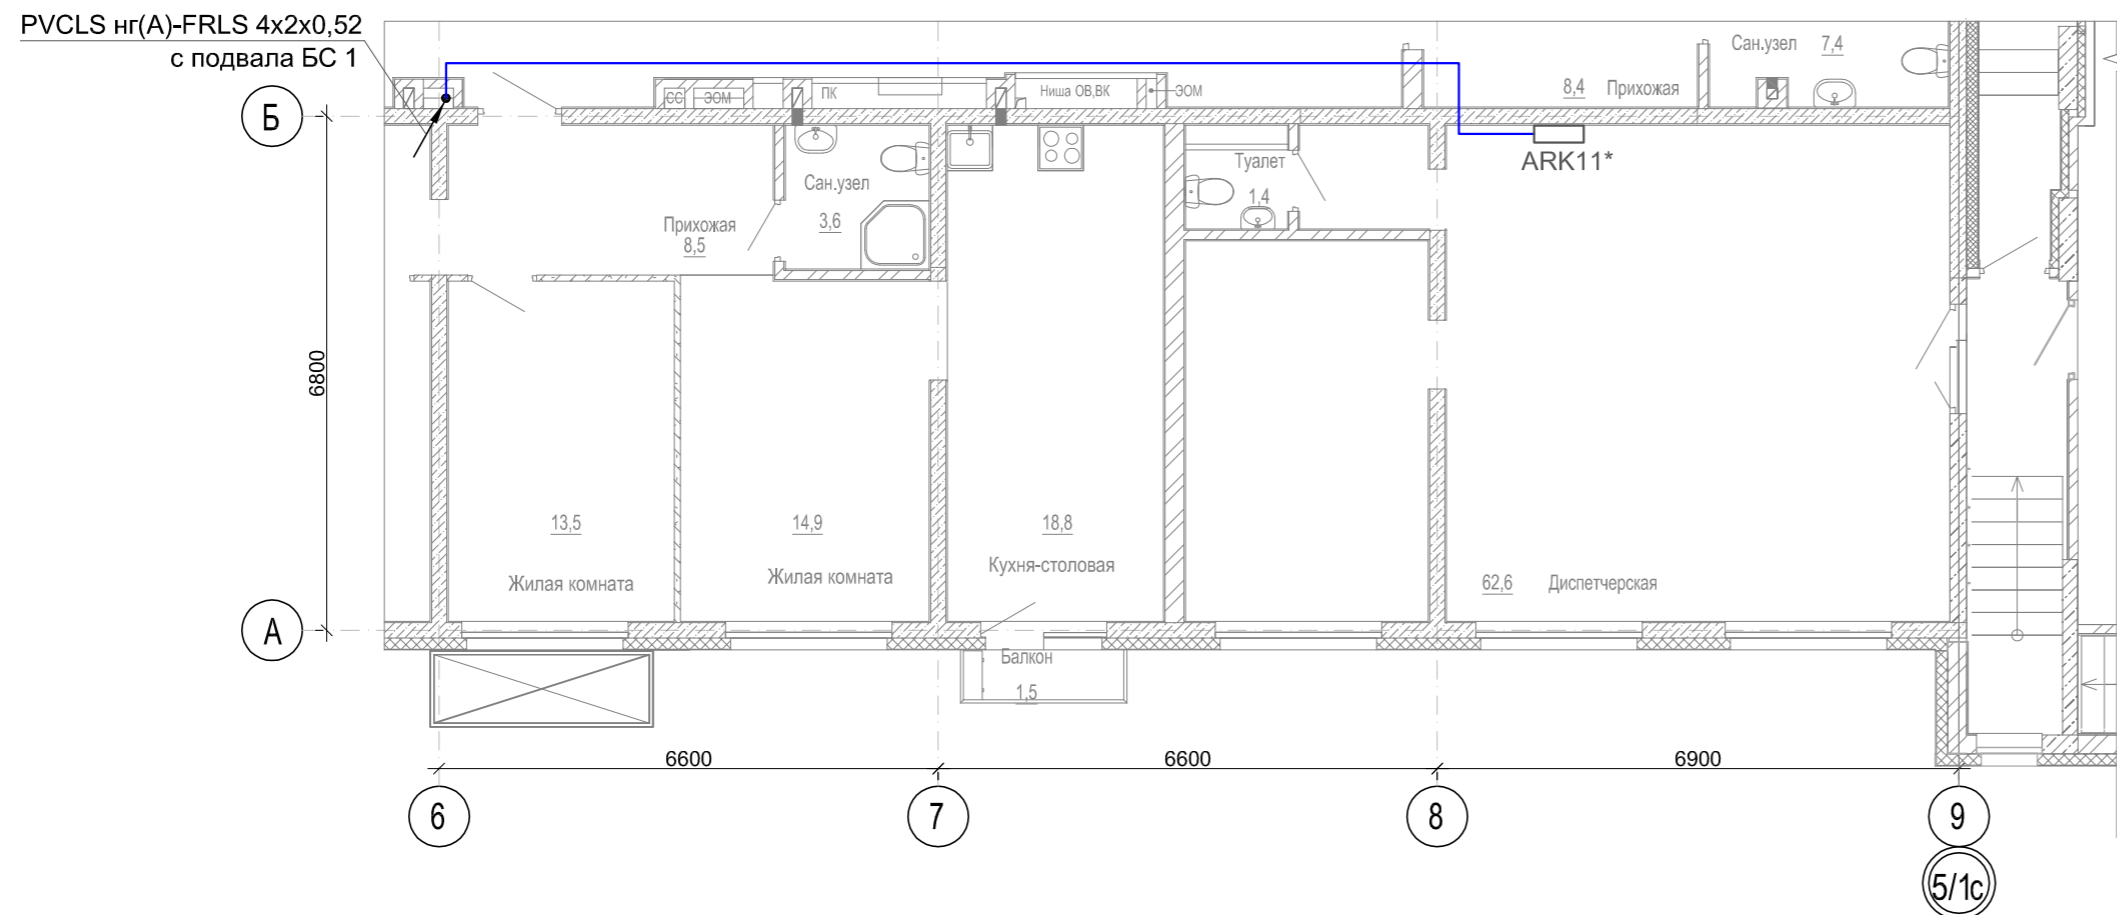 PVCLS нг(А)-FRLS 4х2х0,52
с подвала БС 1
Сан.узел 7,4
СС
ЭОМ
ПК
Ниша ОВ,ВК
ЭОМ
8,4 Прихожая
Б
ARK11*
Туалет
1,4
Сан.узел
3,6
Прихожая
8,5
6800
13,5
14,9
18,8
Жилая комната
Жилая комната
Кухня-столовая
62,6 Диспетчерская
А
Балкон
1,5
6600
6600
6900
6
7
8
9
5/1с